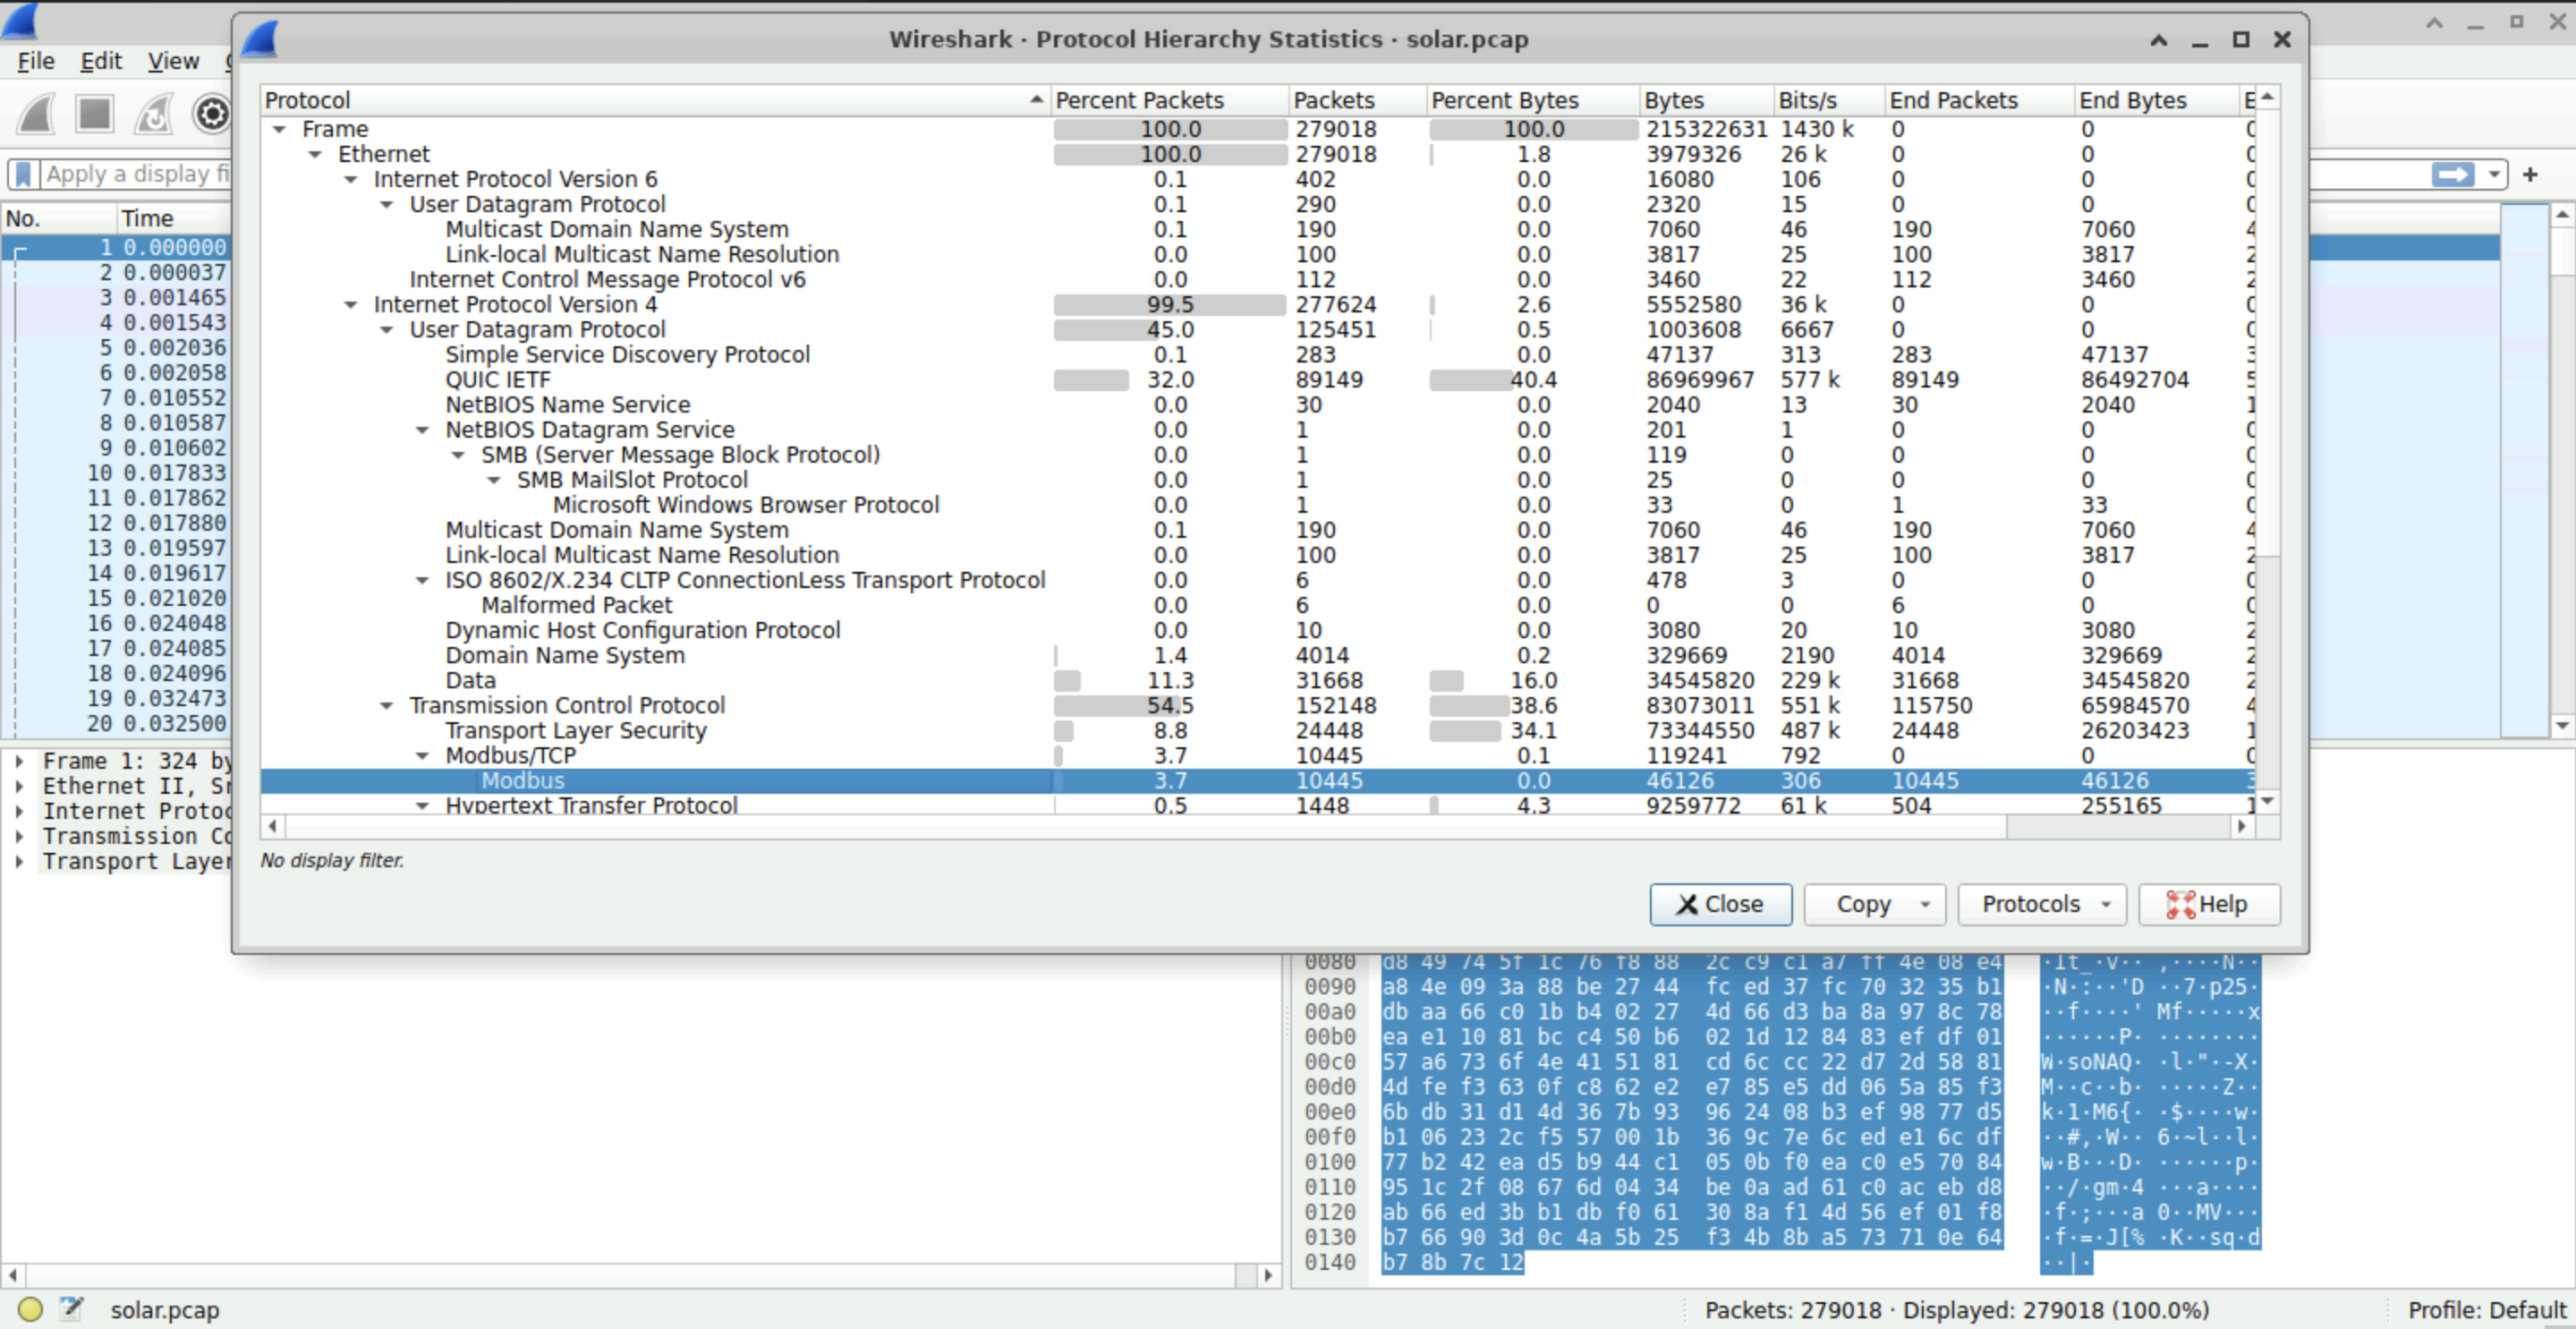 Wireshark · Protocol Hierarchy Statistics · solar.pcap
File Edit View
Apply a display fi
No. Time
1 0.000000
2 0.000037
3 0.001465
4 0.001543
5 0.002036
6 0.002058
7 0.010552
8 0.010587
9 0.010602
10 0.017833
11 0.017862
12 0.017880
13 0.019597
14 0.019617
15 0.021020
16 0.024048
17 0.024085
18 0.024096
19 0.032473
20 0.032500
Protocol Percent Packets Packets Percent Bytes Bytes Bits/s End Packets End Bytes E
Frame 100.0 279018 100.0 215322631 1430 k 0 0 0
Ethernet 100.0 279018 1.8 3979326 26 k 0 0 0
Internet Protocol Version 6 0.1 402 0.0 16080 106 0 0 0
User Datagram Protocol 0.1 290 0.0 2320 15 0 0 0
Multicast Domain Name System 0.1 190 0.0 7060 46 190 7060 4
Link-local Multicast Name Resolution 0.0 100 0.0 3817 25 100 3817 2
Internet Control Message Protocol v6 0.0 112 0.0 3460 22 112 3460 2
Internet Protocol Version 4 99.5 277624 2.6 5552580 36 k 0 0 0
User Datagram Protocol 45.0 125451 0.5 1003608 6667 0 0 0
Simple Service Discovery Protocol 0.1 283 0.0 47137 313 283 47137 3
QUIC IETF 32.0 89149 40.4 86969967 577 k 89149 86492704 5
NetBIOS Name Service 0.0 30 0.0 2040 13 30 2040 1
NetBIOS Datagram Service 0.0 1 0.0 201 1 0 0 0
SMB (Server Message Block Protocol) 0.0 1 0.0 119 0 0 0 0
SMB MailSlot Protocol 0.0 1 0.0 25 0 0 0 0
Microsoft Windows Browser Protocol 0.0 1 0.0 33 0 1 33 0
Multicast Domain Name System 0.1 190 0.0 7060 46 190 7060 4
Link-local Multicast Name Resolution 0.0 100 0.0 3817 25 100 3817 2
ISO 8602/X.234 CLTP ConnectionLess Transport Protocol 0.0 6 0.0 478 3 0 0 0
Malformed Packet 0.0 6 0.0 0 0 6 0 0
Dynamic Host Configuration Protocol 0.0 10 0.0 3080 20 10 3080 2
Domain Name System 1.4 4014 0.2 329669 2190 4014 329669 2
Data 11.3 31668 16.0 34545820 229 k 31668 34545820 2
Transmission Control Protocol 54.5 152148 38.6 83073011 551 k 115750 65984570 4
Transport Layer Security 8.8 24448 34.1 73344550 487 k 24448 26203423 1
Modbus/TCP 3.7 10445 0.1 119241 792 0 0 0
Modbus 3.7 10445 0.0 46126 306 10445 46126 3
Hypertext Transfer Protocol 0.5 1448 4.3 9259772 61 k 504 255165 1
No display filter.
Close Copy Protocols Help
Frame 1: 324 by
Ethernet II, Sr
Internet Protoc
Transmission Co
Transport Layer
0080 d8 49 74 5f 1c 76 f8 88 2c c9 c1 a7 ff 4e 08 e4 ·It_·v·· ,····N··
0090 a8 4e 09 3a 88 be 27 44 fc ed 37 fc 70 32 35 b1 ·N·:··'D ··7·p25·
00a0 db aa 66 c0 1b b4 02 27 4d 66 d3 ba 8a 97 8c 78 ··f····' Mf·····x
00b0 ea e1 10 81 bc c4 50 b6 02 1d 12 84 83 ef df 01 ······P· ········
00c0 57 a6 73 6f 4e 41 51 81 cd 6c cc 22 d7 2d 58 81 W·soNAQ· ·l·"·-X·
00d0 4d fe f3 63 0f c8 62 e2 e7 85 e5 dd 06 5a 85 f3 M··c··b· ·····Z··
00e0 6b db 31 d1 4d 36 7b 93 96 24 08 b3 ef 98 77 d5 k·1·M6{· ·$····w·
00f0 b1 06 23 2c f5 57 00 1b 36 9c 7e 6c ed e1 6c df ··#,·W·· 6·~l··l·
0100 77 b2 42 ea d5 b9 44 c1 05 0b f0 ea c0 e5 70 84 w·B···D· ······p·
0110 95 1c 2f 08 67 6d 04 34 be 0a ad 61 c0 ac eb d8 ··/·gm·4 ···a····
0120 ab 66 ed 3b b1 db f0 61 30 8a f1 4d 56 ef 01 f8 ·f·;···a 0··MV···
0130 b7 66 90 3d 0c 4a 5b 25 f3 4b 8b a5 73 71 0e 64 ·f·=·J[% ·K··sq·d
0140 b7 8b 7c 12 ··|·
solar.pcap Packets: 279018 · Displayed: 279018 (100.0%) Profile: Default